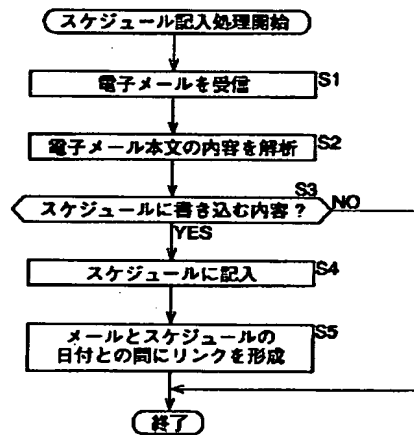 スケジュール記入処理開始
電子メールを受信
S1
電子メール本文の内容を解析
S2
スケジュールに書き込む内容？
S3
NO
YES
スケジュールに記入
S4
メールとスケジュールの
日付との間にリンクを形成
S5
終了